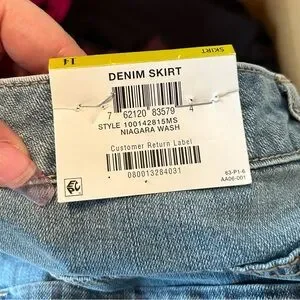 14
SKIRT
DENIM SKIRT
7 62120 83579 4
STYLE 100142815MS
NIAGARA WASH
Customer Return Label
080013284031
63-P1-6
AA06-001